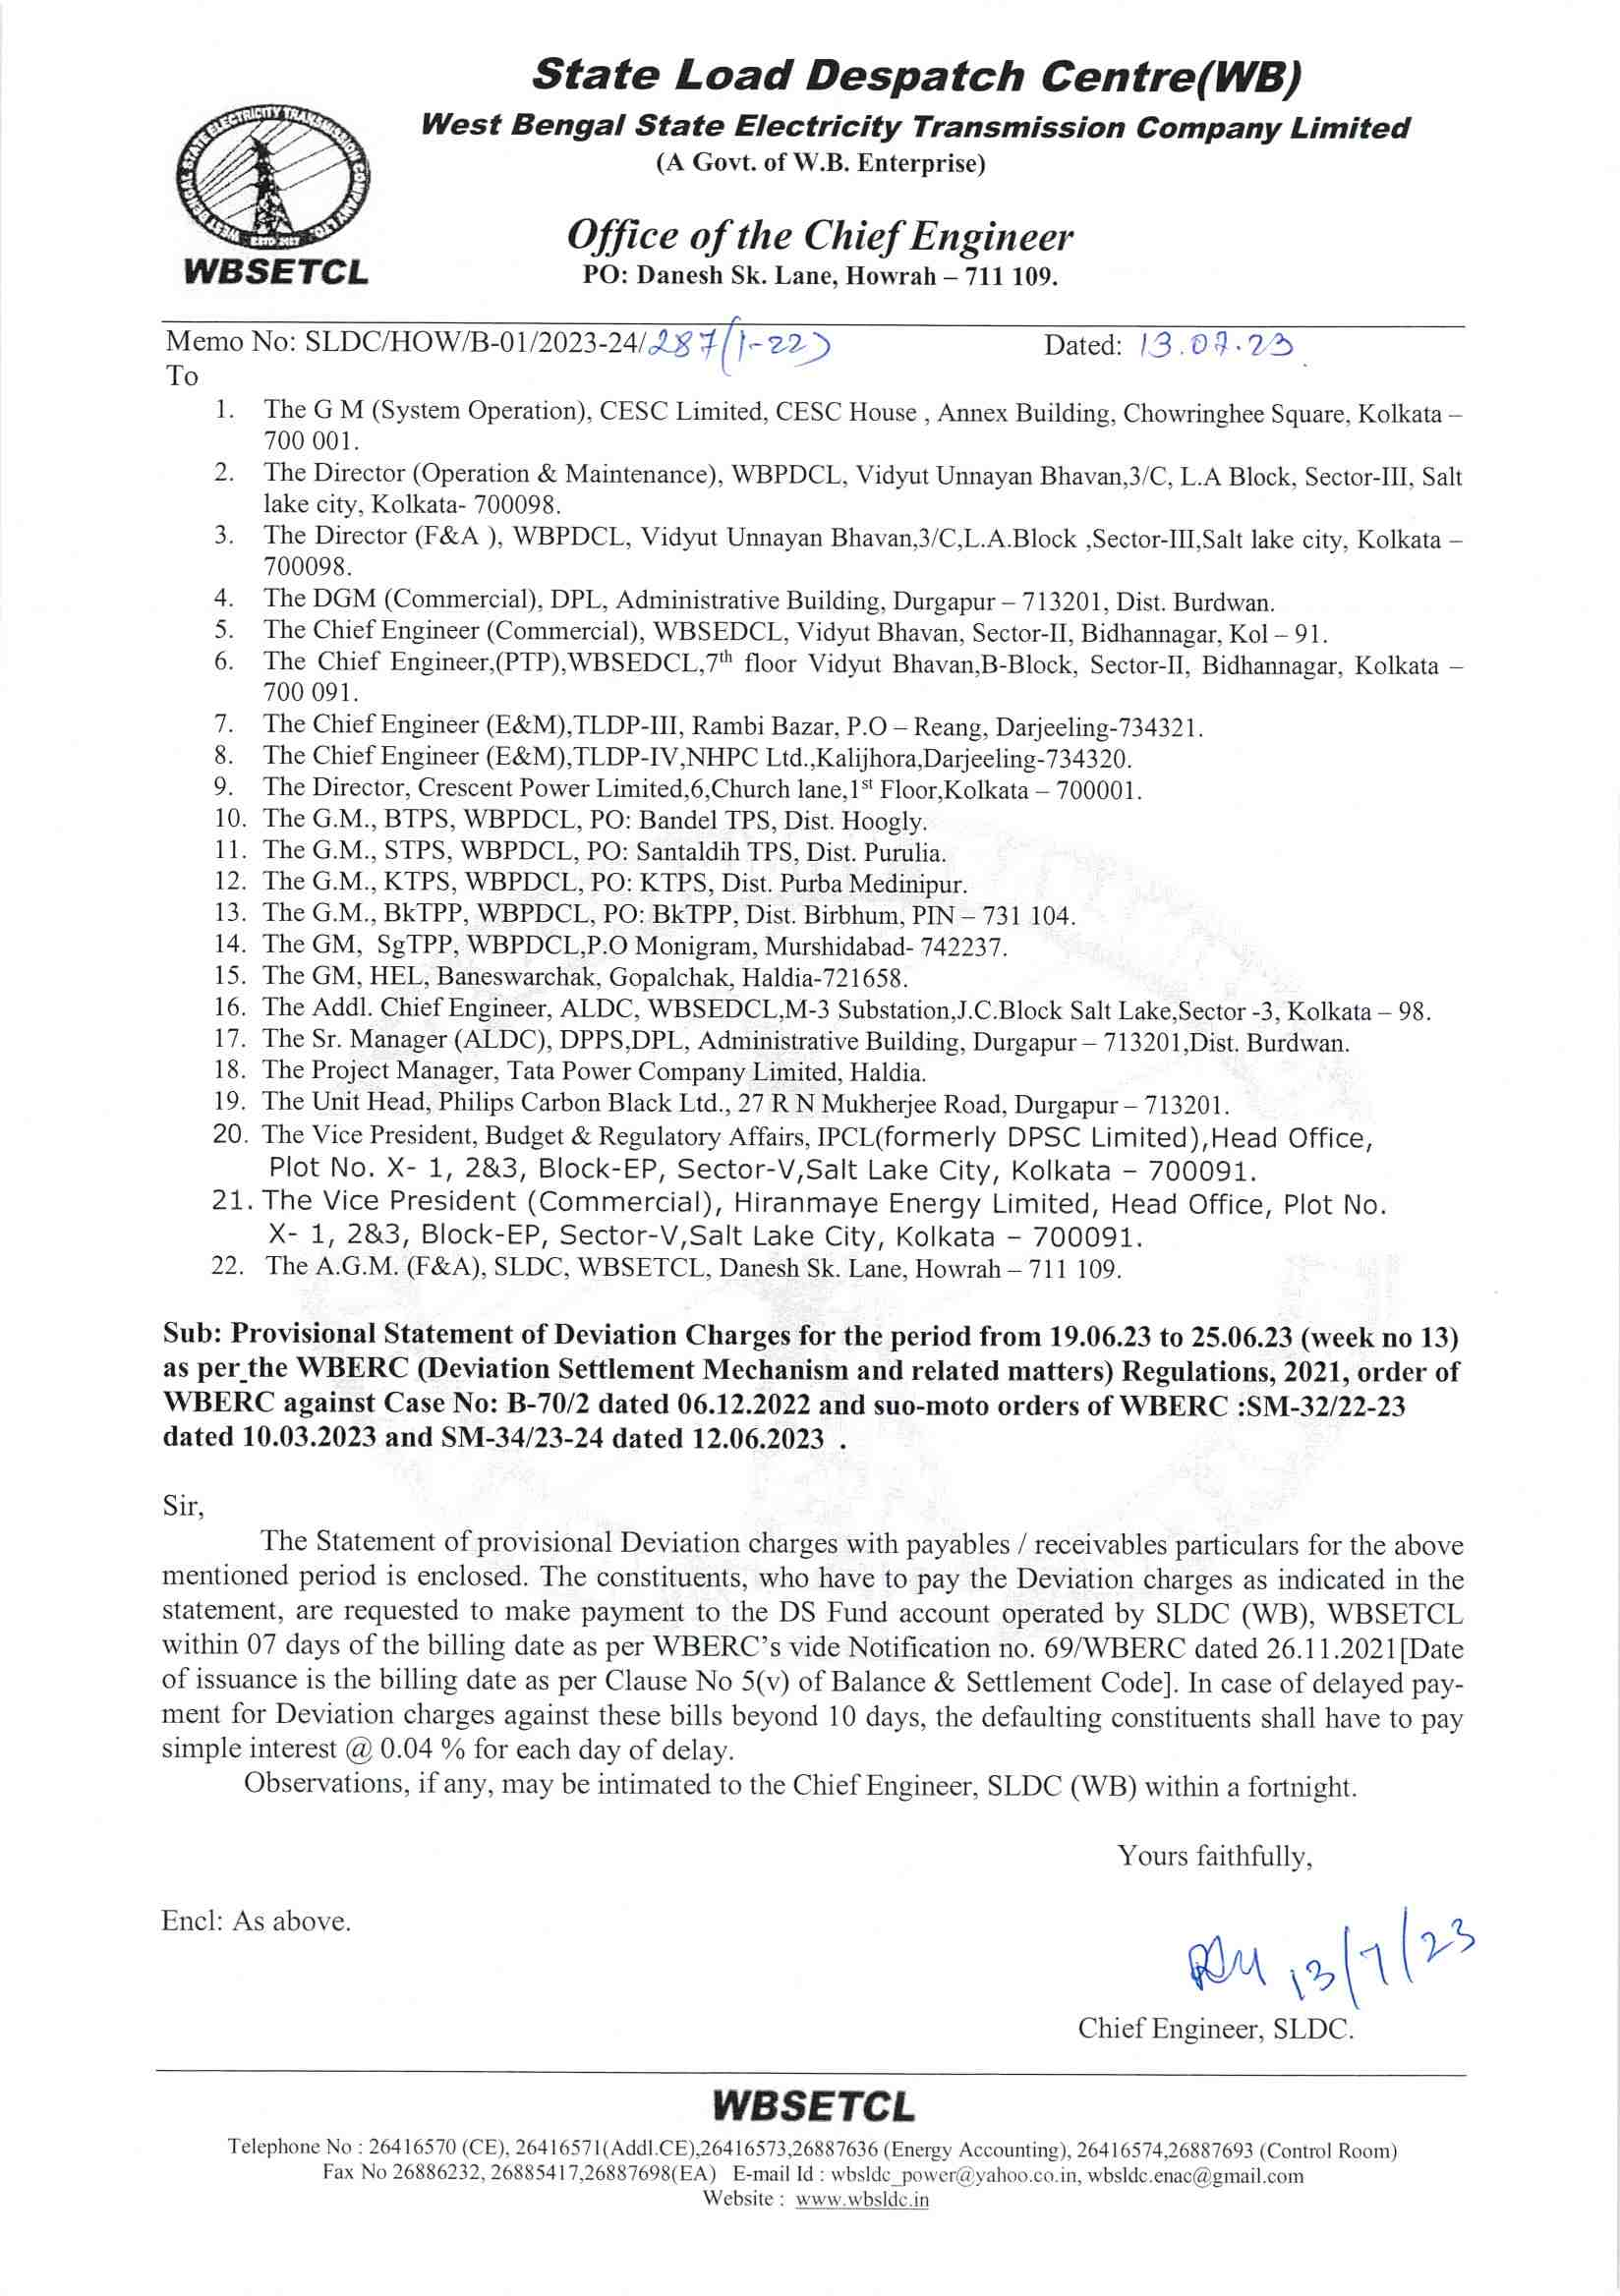 State Load Despatch Centre(WB)
West Bengal State Electricity Transmission Company Limited
(A Govt. of W.B. Enterprise)
WEST BENGAL STATE ELECTRICITY TRANSMISSION COMPANY LTD.
ESTD 2007
WBSETCL
Office of the Chief Engineer
PO: Danesh Sk. Lane, Howrah – 711 109.
Memo No: SLDC/HOW/B-01/2023-24/287(1-22) Dated: 13.07.23
To
1. The G M (System Operation), CESC Limited, CESC House , Annex Building, Chowringhee Square, Kolkata –
700 001.
2. The Director (Operation & Maintenance), WBPDCL, Vidyut Unnayan Bhavan,3/C, L.A Block, Sector-III, Salt
lake city, Kolkata- 700098.
3. The Director (F&A ), WBPDCL, Vidyut Unnayan Bhavan,3/C,L.A.Block ,Sector-III,Salt lake city, Kolkata –
700098.
4. The DGM (Commercial), DPL, Administrative Building, Durgapur – 713201, Dist. Burdwan.
5. The Chief Engineer (Commercial), WBSEDCL, Vidyut Bhavan, Sector-II, Bidhannagar, Kol – 91.
6. The Chief Engineer,(PTP),WBSEDCL,7th floor Vidyut Bhavan,B-Block, Sector-II, Bidhannagar, Kolkata –
700 091.
7. The Chief Engineer (E&M),TLDP-III, Rambi Bazar, P.O – Reang, Darjeeling-734321.
8. The Chief Engineer (E&M),TLDP-IV,NHPC Ltd.,Kalijhora,Darjeeling-734320.
9. The Director, Crescent Power Limited,6,Church lane,1st Floor,Kolkata – 700001.
10. The G.M., BTPS, WBPDCL, PO: Bandel TPS, Dist. Hoogly.
11. The G.M., STPS, WBPDCL, PO: Santaldih TPS, Dist. Purulia.
12. The G.M., KTPS, WBPDCL, PO: KTPS, Dist. Purba Medinipur.
13. The G.M., BkTPP, WBPDCL, PO: BkTPP, Dist. Birbhum, PIN – 731 104.
14. The GM, SgTPP, WBPDCL,P.O Monigram, Murshidabad- 742237.
15. The GM, HEL, Baneswarchak, Gopalchak, Haldia-721658.
16. The Addl. Chief Engineer, ALDC, WBSEDCL,M-3 Substation,J.C.Block Salt Lake,Sector -3, Kolkata – 98.
17. The Sr. Manager (ALDC), DPPS,DPL, Administrative Building, Durgapur – 713201,Dist. Burdwan.
18. The Project Manager, Tata Power Company Limited, Haldia.
19. The Unit Head, Philips Carbon Black Ltd., 27 R N Mukherjee Road, Durgapur – 713201.
20. The Vice President, Budget & Regulatory Affairs, IPCL(formerly DPSC Limited),Head Office,
Plot No. X- 1, 2&3, Block-EP, Sector-V,Salt Lake City, Kolkata – 700091.
21. The Vice President (Commercial), Hiranmaye Energy Limited, Head Office, Plot No.
X- 1, 2&3, Block-EP, Sector-V,Salt Lake City, Kolkata – 700091.
22. The A.G.M. (F&A), SLDC, WBSETCL, Danesh Sk. Lane, Howrah – 711 109.
Sub: Provisional Statement of Deviation Charges for the period from 19.06.23 to 25.06.23 (week no 13)
as per the WBERC (Deviation Settlement Mechanism and related matters) Regulations, 2021, order of
WBERC against Case No: B-70/2 dated 06.12.2022 and suo-moto orders of WBERC :SM-32/22-23
dated 10.03.2023 and SM-34/23-24 dated 12.06.2023 .
Sir,
The Statement of provisional Deviation charges with payables / receivables particulars for the above
mentioned period is enclosed. The constituents, who have to pay the Deviation charges as indicated in the
statement, are requested to make payment to the DS Fund account operated by SLDC (WB), WBSETCL
within 07 days of the billing date as per WBERC's vide Notification no. 69/WBERC dated 26.11.2021[Date
of issuance is the billing date as per Clause No 5(v) of Balance & Settlement Code]. In case of delayed pay-
ment for Deviation charges against these bills beyond 10 days, the defaulting constituents shall have to pay
simple interest @ 0.04 % for each day of delay.
Observations, if any, may be intimated to the Chief Engineer, SLDC (WB) within a fortnight.
Yours faithfully,
Encl: As above.
13/7/23
Chief Engineer, SLDC.
WBSETCL
Telephone No : 26416570 (CE), 26416571(Addl.CE),26416573,26887636 (Energy Accounting), 26416574,26887693 (Control Room)
Fax No 26886232, 26885417,26887698(EA) E-mail Id : wbsldc_power@yahoo.co.in, wbsldc.enac@gmail.com
Website : www.wbsldc.in